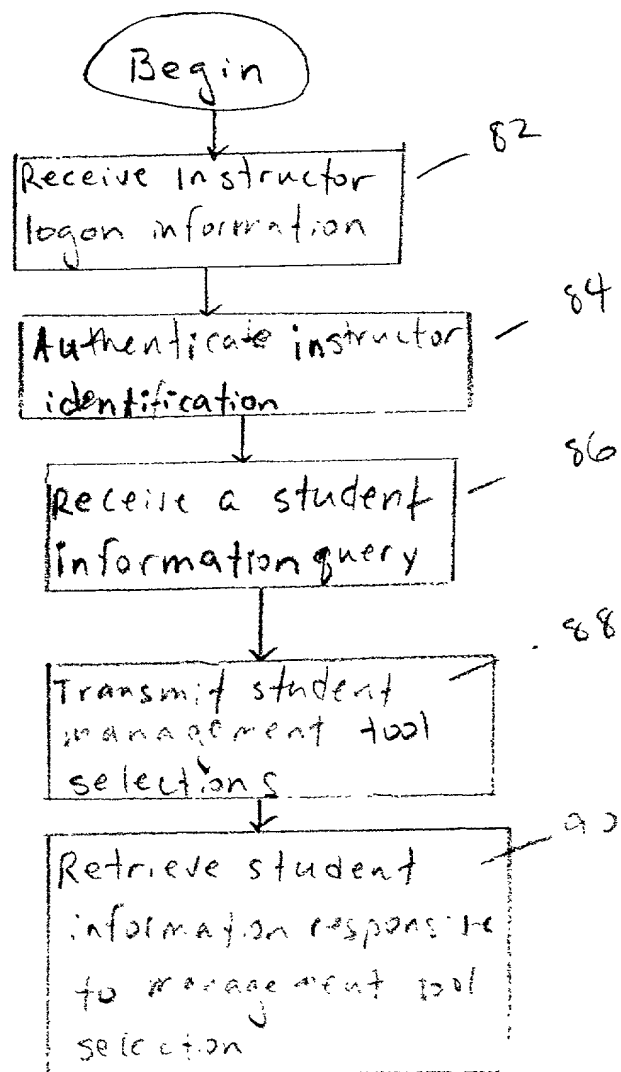 Begin
82
Receive instructor
logon information
84
Authenticate instructor
identification
86
Receive a student
information query
88
Transmit student
management tool
selections
90
Retrieve student
information responsive
to management tool
selection